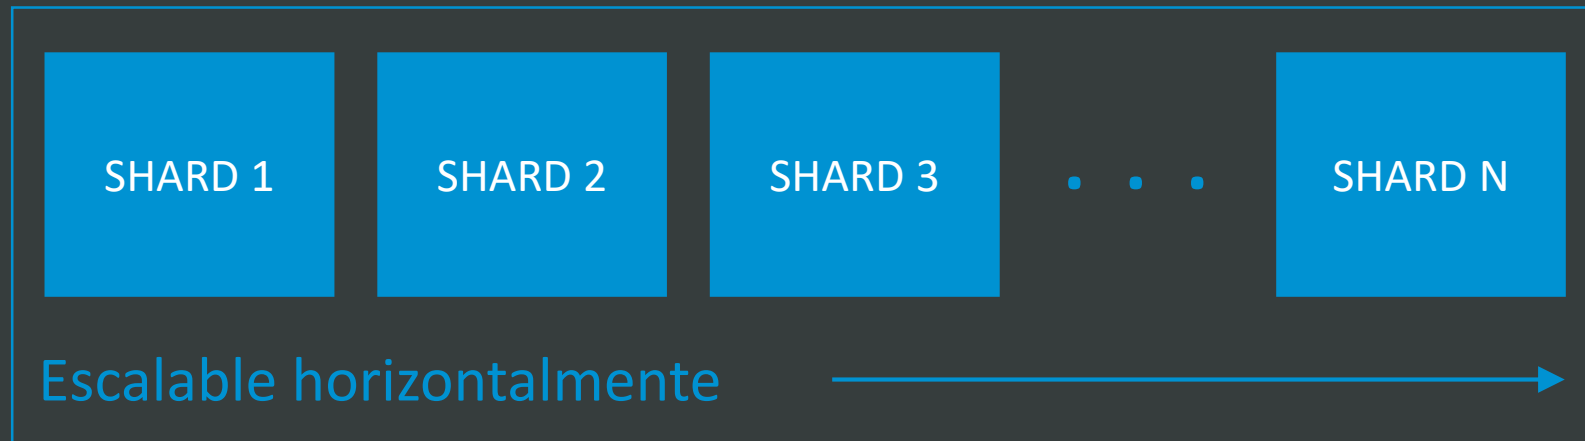 SHARD 1
SHARD 2
SHARD 3
. . .
SHARD N
Escalable horizontalmente